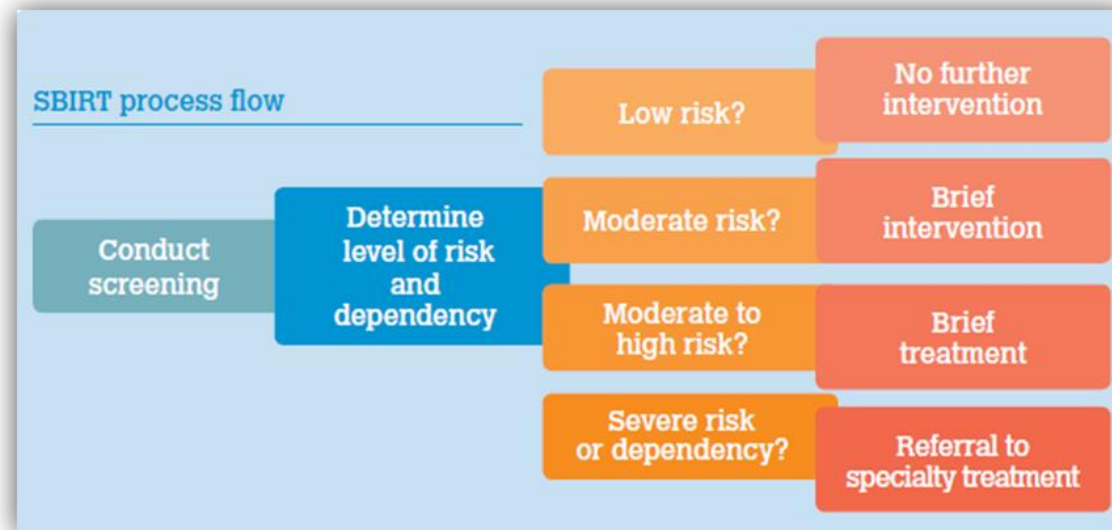 SBIRT process flow
Conduct
screening
Determine
level of risk
and
dependency
Low risk?
No further
intervention
Moderate risk?
Brief
intervention
Moderate to
high risk?
Brief
treatment
Severe risk
or dependency?
Referral to
specialty treatment